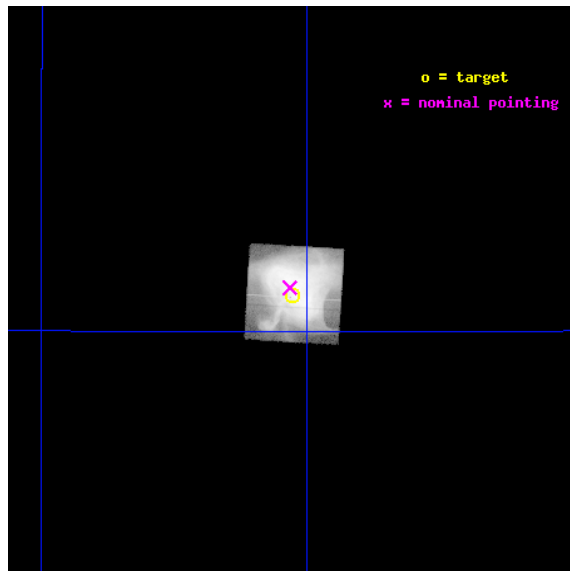 o = target
x = nominal pointing